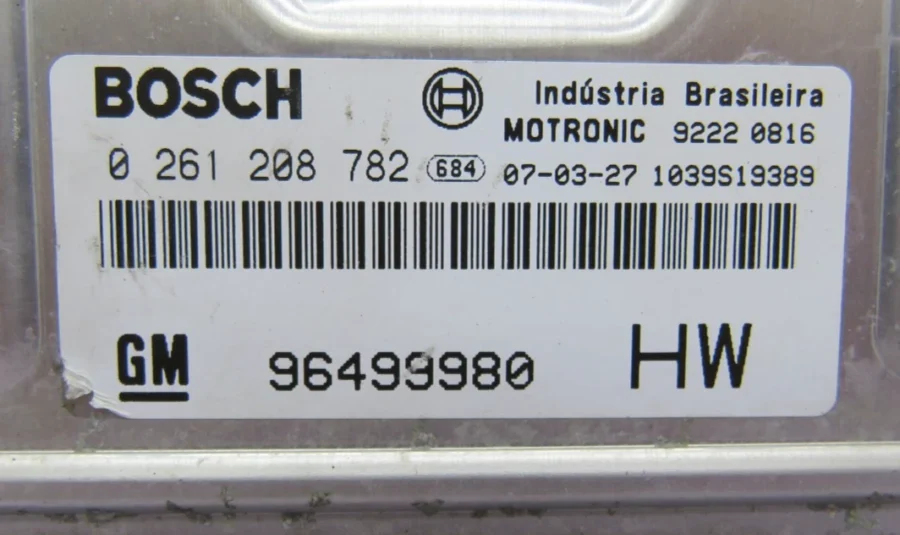 BOSCH
Indústria Brasileira
MOTRONIC 9222 0816
0 261 208 782 684 07-03-27 1039S19389
GM 96499980 HW